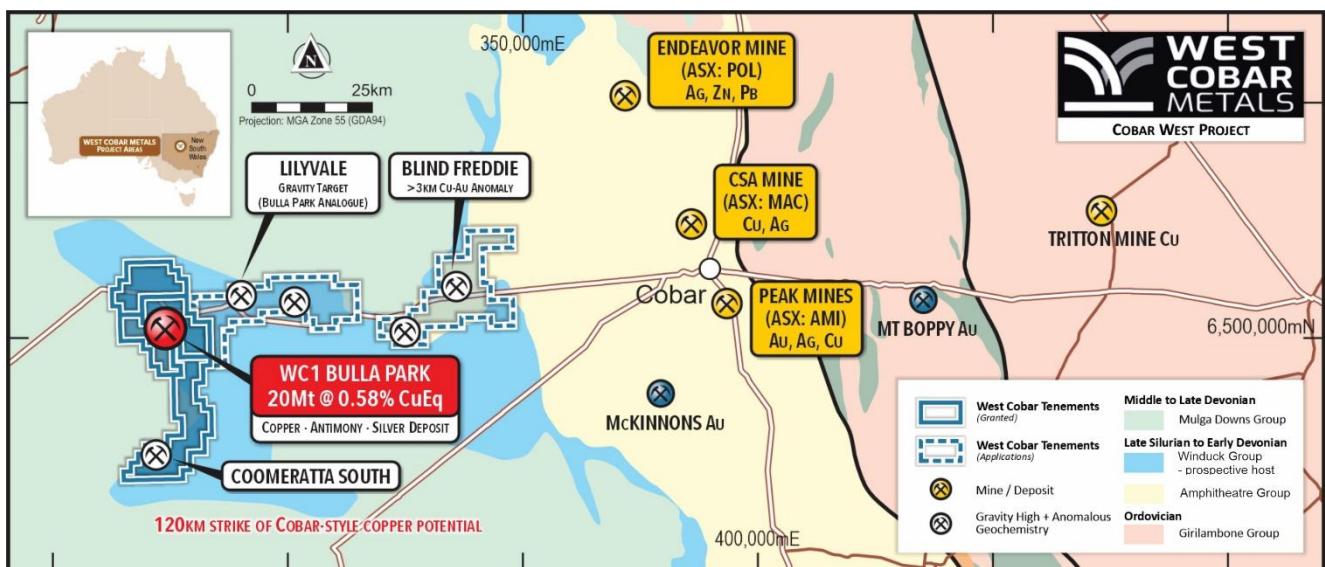 350,000mE
ENDEAVOR MINE
(ASX: POL)
AG, ZN, PB
WEST
COBAR
METALS
COBAR WEST PROJECT
N
0 25km
Projection: MGA Zone 55 (GDA94)
WEST COBAR METALS
PROJECT AREAS
New
South
Wales
LILYVALE
GRAVITY TARGET
(BULLA PARK ANALOGUE)
BLIND FREDDIE
>3KM CU-AU ANOMALY
CSA MINE
(ASX: MAC)
CU, AG
TRITTON MINE CU
Cobar
PEAK MINES
(ASX: AMI)
AU, AG, CU
MT BOPPY AU
6,500,000mN
WC1 BULLA PARK
20Mt @ 0.58% CuEq
COPPER · ANTIMONY · SILVER DEPOSIT
MCKINNONS AU
COOMERATTA SOUTH
120KM STRIKE OF COBAR-STYLE COPPER POTENTIAL
400,000mE
West Cobar Tenements
(Granted)
West Cobar Tenements
(Applications)
Mine / Deposit
Gravity High + Anomalous
Geochemistry
Middle to Late Devonian
Mulga Downs Group
Late Silurian to Early Devonian
Winduck Group
- prospective host
Amphitheatre Group
Ordovician
Girilambone Group